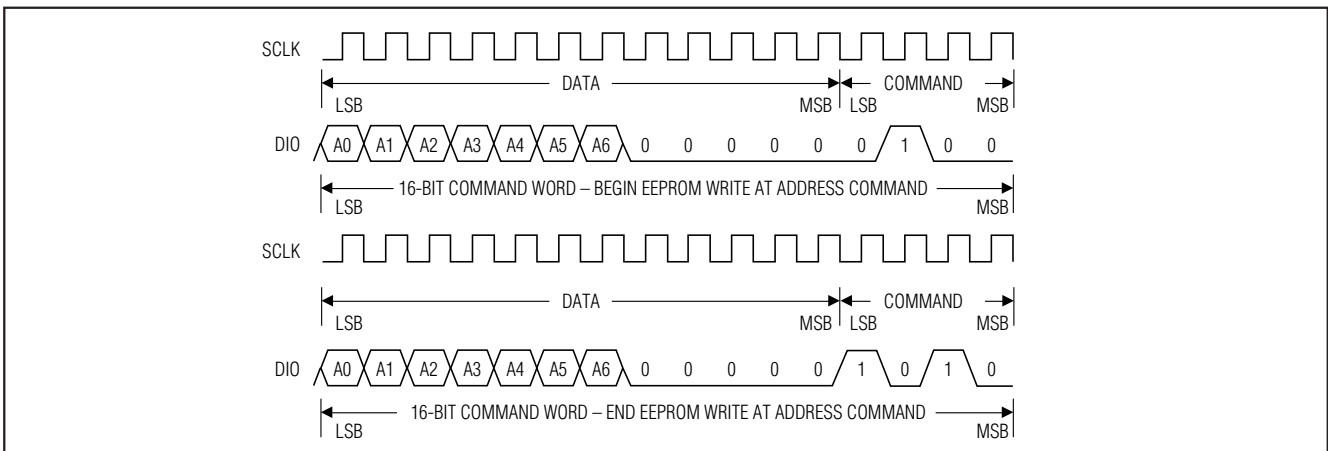 SCLK
DATA COMMAND
LSB MSB LSB MSB
DIO A0 A1 A2 A3 A4 A5 A6 0 0 0 0 0 0 1 0 0
16-BIT COMMAND WORD – BEGIN EEPROM WRITE AT ADDRESS COMMAND
LSB MSB
SCLK
DATA COMMAND
LSB MSB LSB MSB
DIO A0 A1 A2 A3 A4 A5 A6 0 0 0 0 0 1 0 1 0
16-BIT COMMAND WORD – END EEPROM WRITE AT ADDRESS COMMAND
LSB MSB